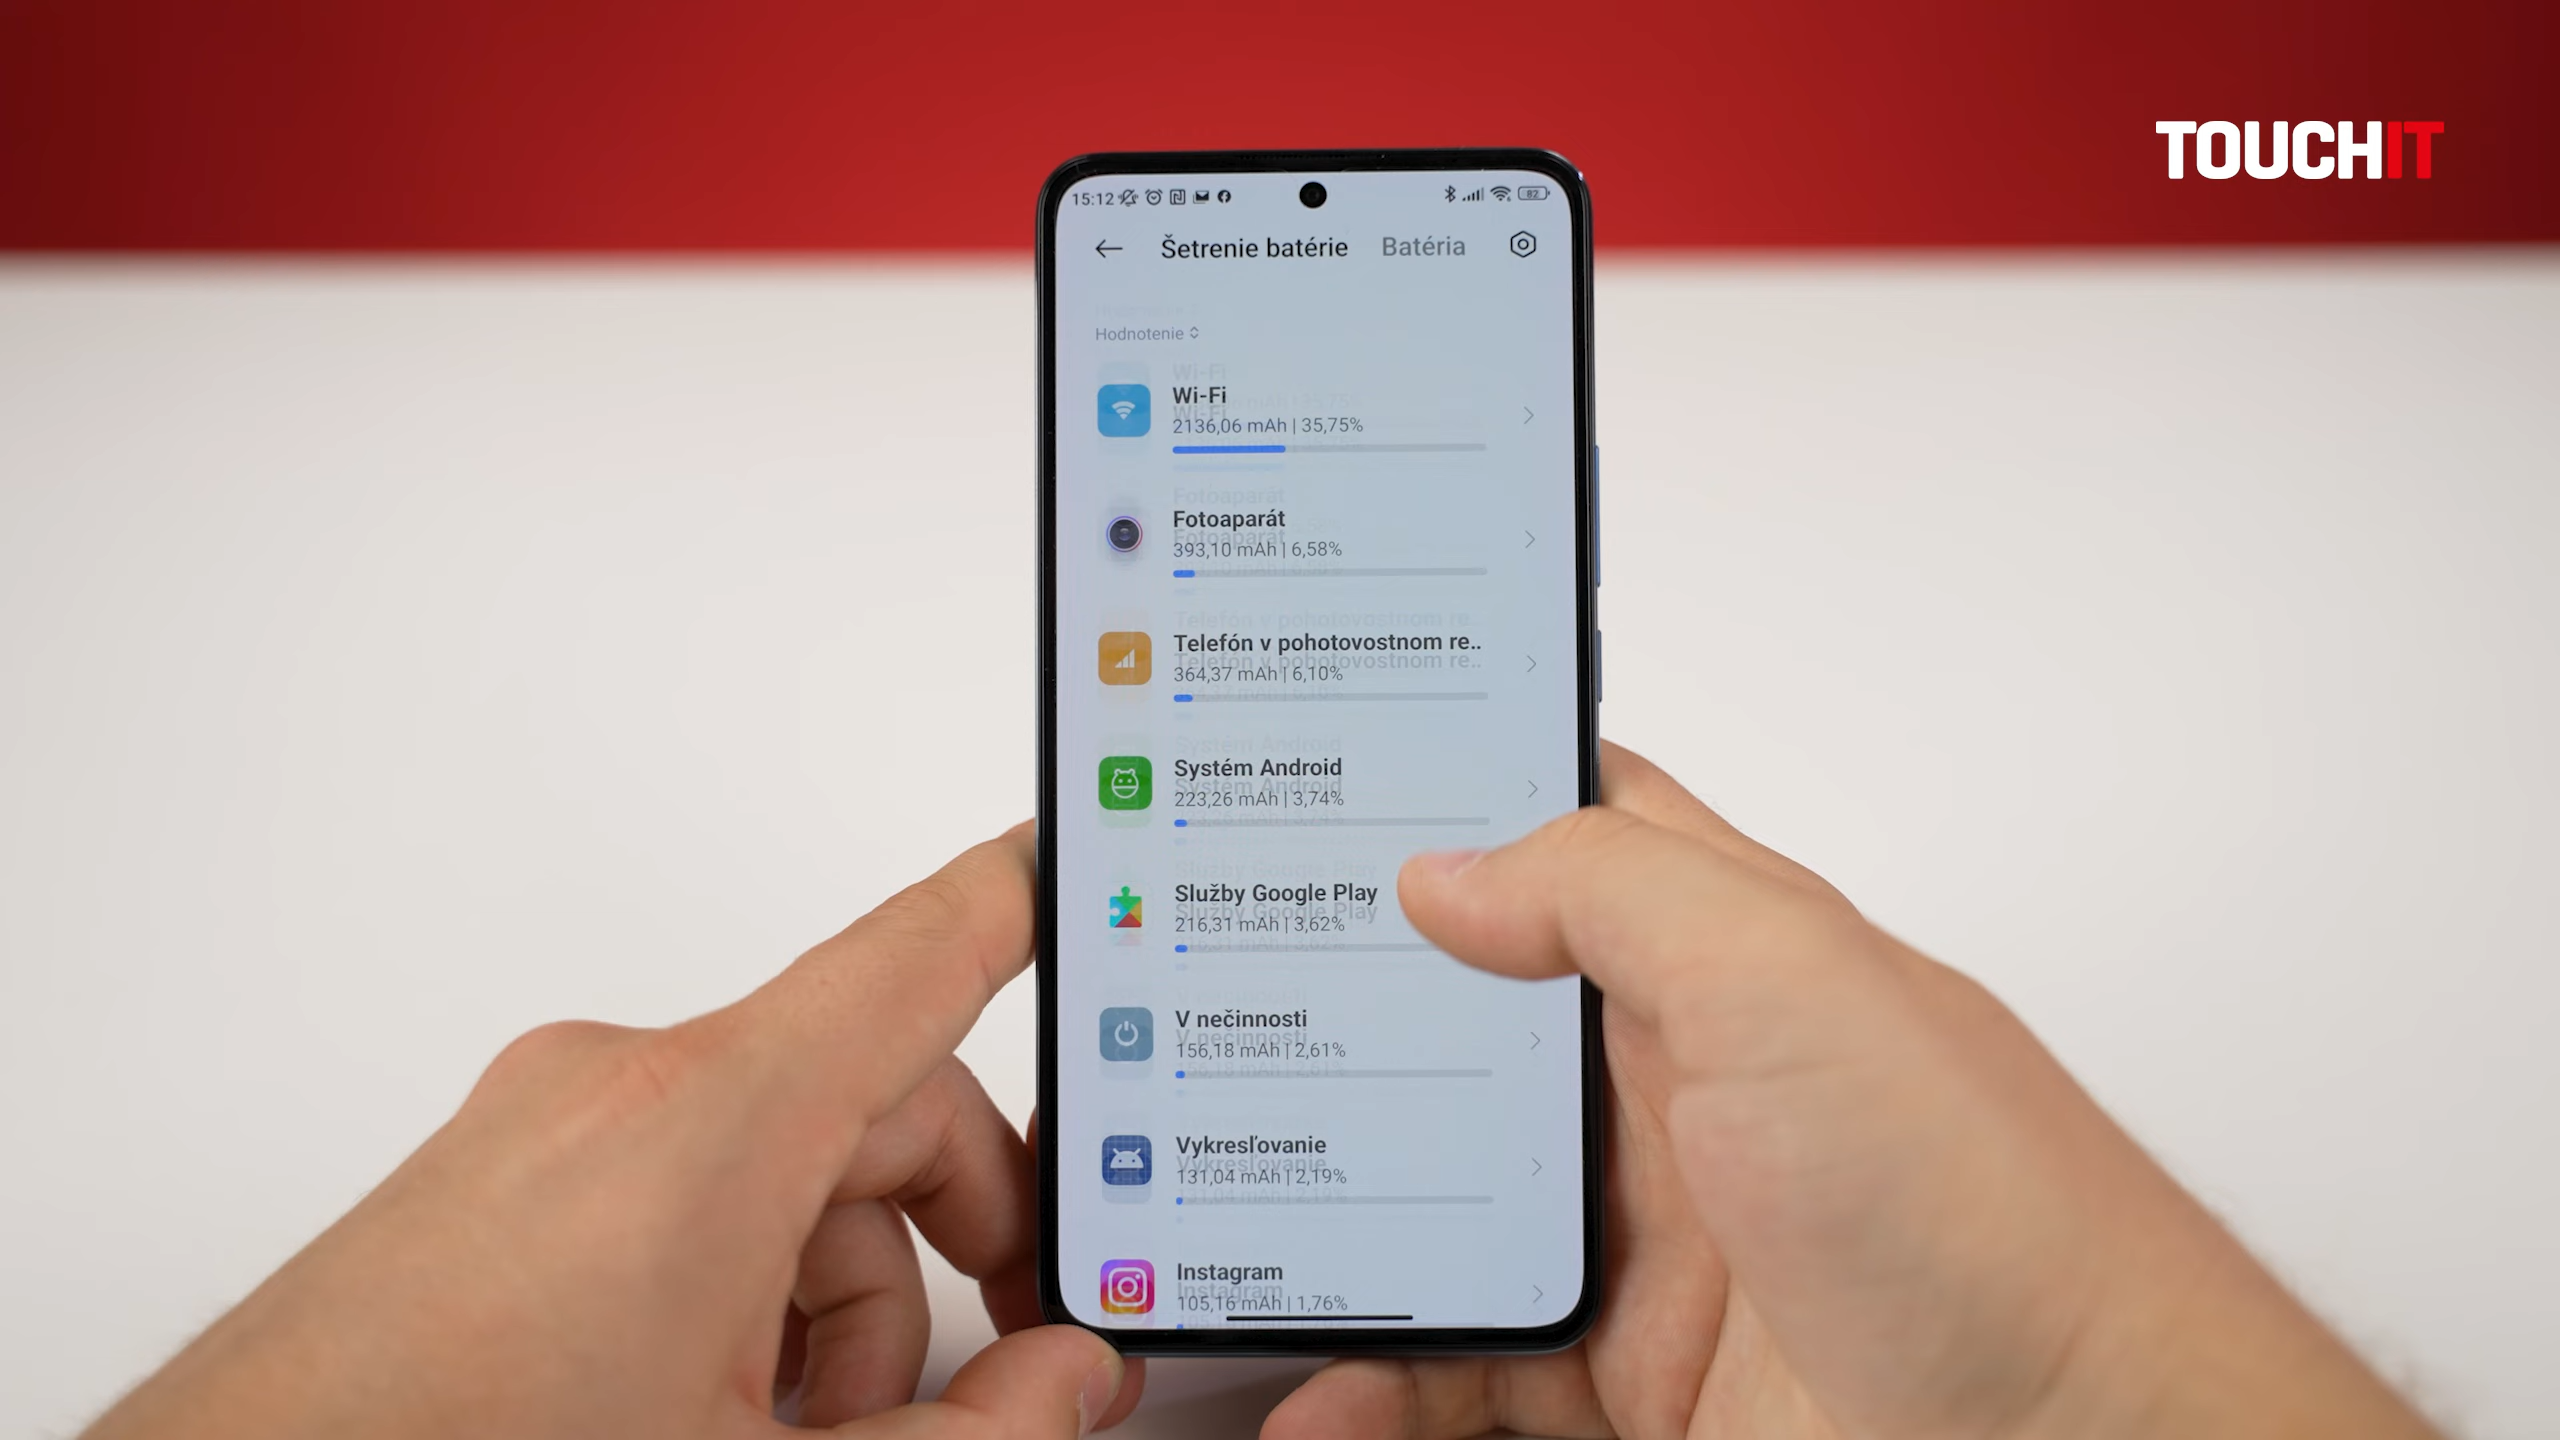 TOUCHIT
15:12
82
Šetrenie batérie Batéria
Hodnotenie
Wi-Fi
2136,06 mAh | 35,75%
Fotoaparát
393,10 mAh | 6,58%
Telefón v pohotovostnom re..
364,37 mAh | 6,10%
Systém Android
223,26 mAh | 3,74%
Služby Google Play
216,31 mAh | 3,62%
V nečinnosti
156,18 mAh | 2,61%
Vykresľovanie
131,04 mAh | 2,19%
Instagram
105,16 mAh | 1,76%